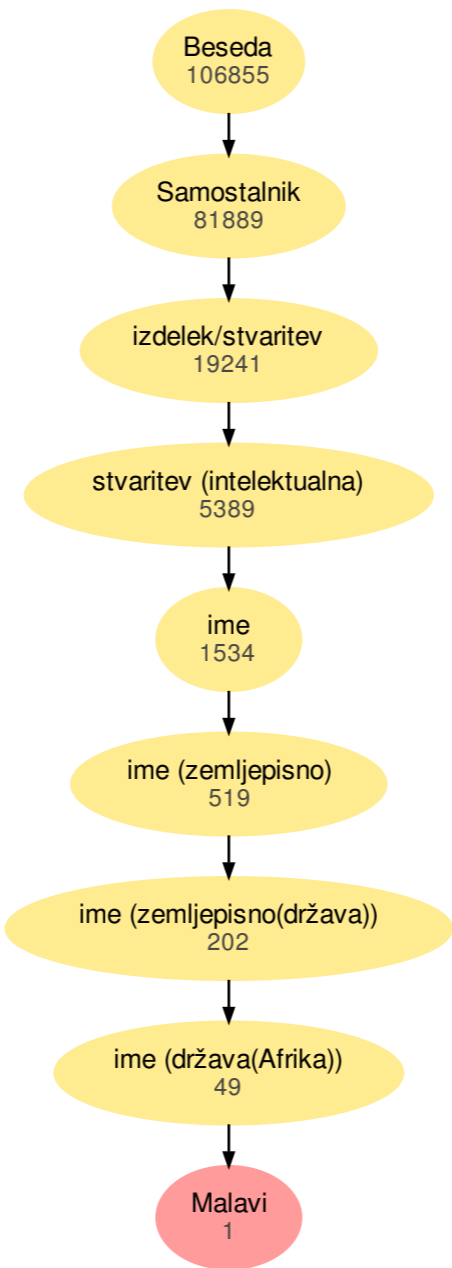 Beseda
106855
Samostalnik
81889
izdelek/stvaritev
19241
stvaritev (intelektualna)
5389
ime
1534
ime (zemljepisno)
519
ime (zemljepisno(država))
202
ime (država(Afrika))
49
Malavi
1